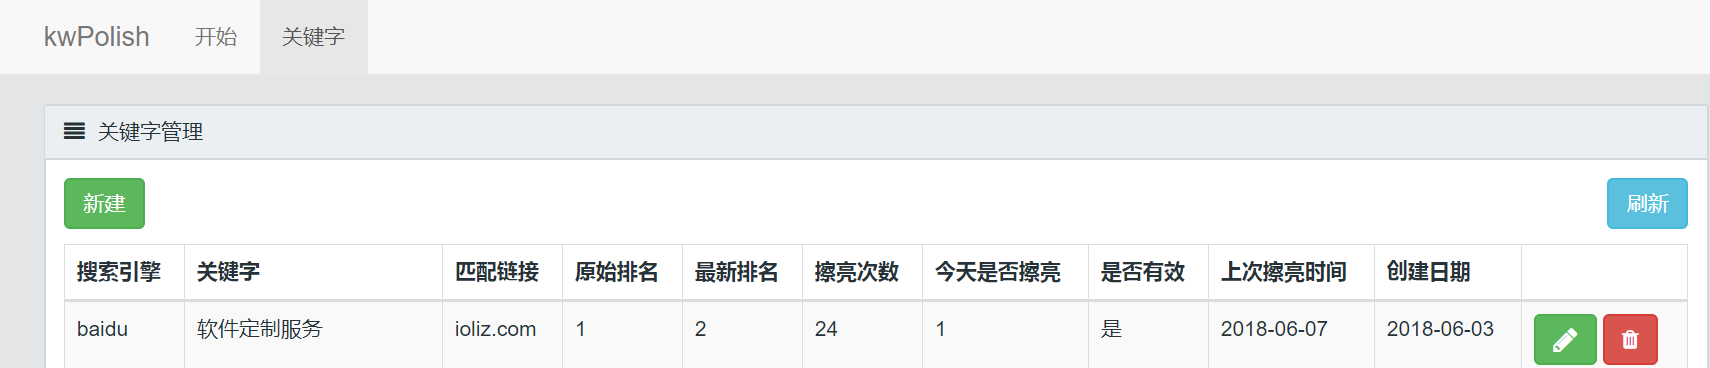 kwPolish 开始 关键字
关键字管理
新建 刷新
搜索引擎 关键字 匹配链接 原始排名 最新排名 擦亮次数 今天是否擦亮 是否有效 上次擦亮时间 创建日期
baidu 软件定制服务 ioliz.com 1 2 24 1 是 2018-06-07 2018-06-03